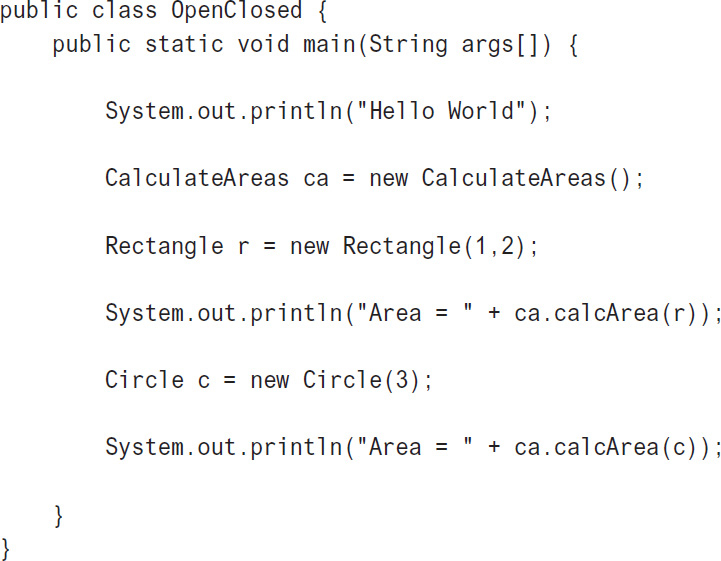 public class OpenClosed {
    public static void main(String args[]) {
        System.out.println("Hello World");
        CalculateAreas ca = new CalculateAreas();
        Rectangle r = new Rectangle(1,2);
        System.out.println("Area = " + ca.calcArea(r));
        Circle c = new Circle(3);
        System.out.println("Area = " + ca.calcArea(c));
    }
}